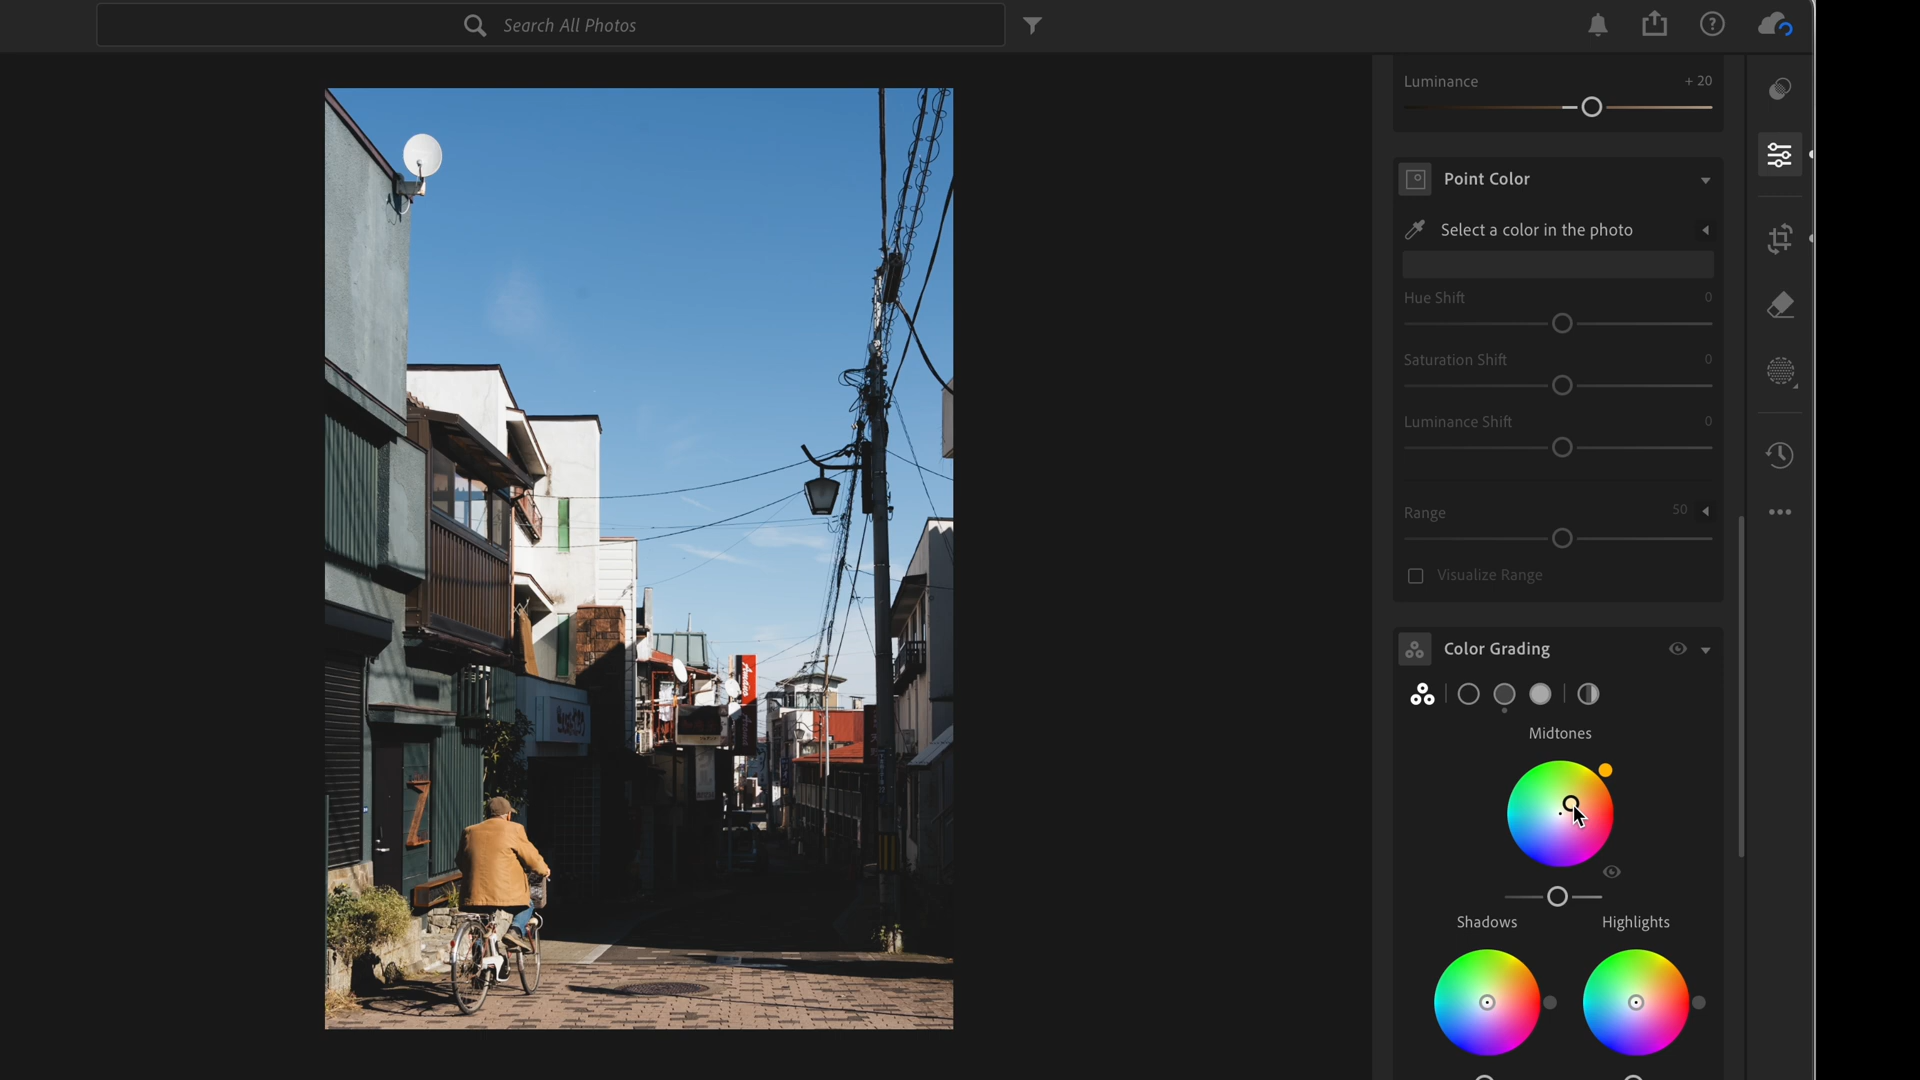 Search All Photos
Luminance + 20
Point Color
Select a color in the photo
Hue Shift 0
Saturation Shift 0
Luminance Shift 0
Range 50
Visualize Range
Color Grading
Midtones
Shadows Highlights